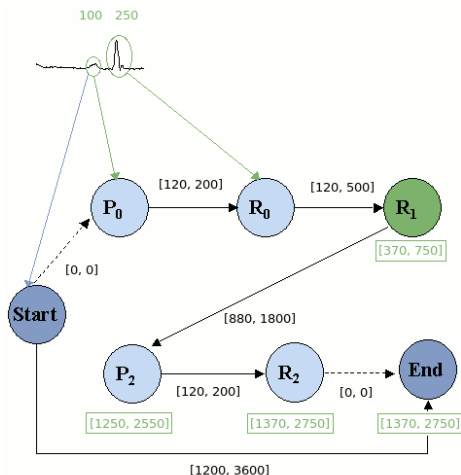 100 250
[120, 200] [120, 500]
P0 R0 R1
[370, 750]
[0, 0]
Start
[880, 1800]
P2 R2 End
[120, 200] [0, 0]
[1250, 2550] [1370, 2750] [1370, 2750]
[1200, 3600]